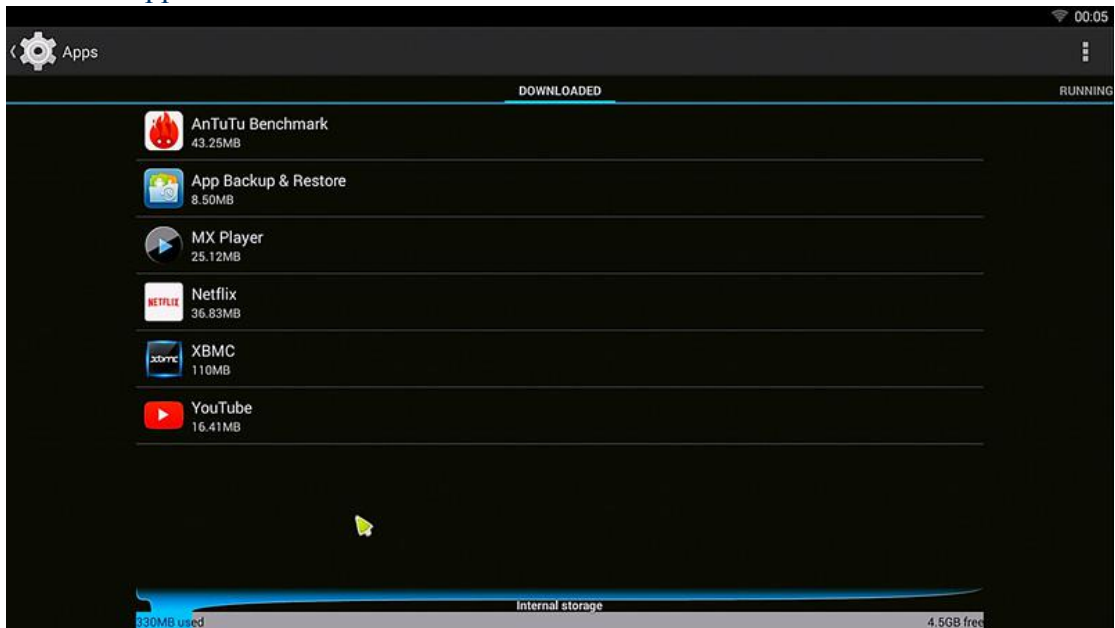 00:05
Apps
DOWNLOADED
RUNNING
AnTuTu Benchmark
43.25MB
App Backup & Restore
8.50MB
MX Player
25.12MB
NETFLIX
Netflix
36.83MB
xbmc
XBMC
110MB
YouTube
16.41MB
Internal storage
330MB used
4.5GB free